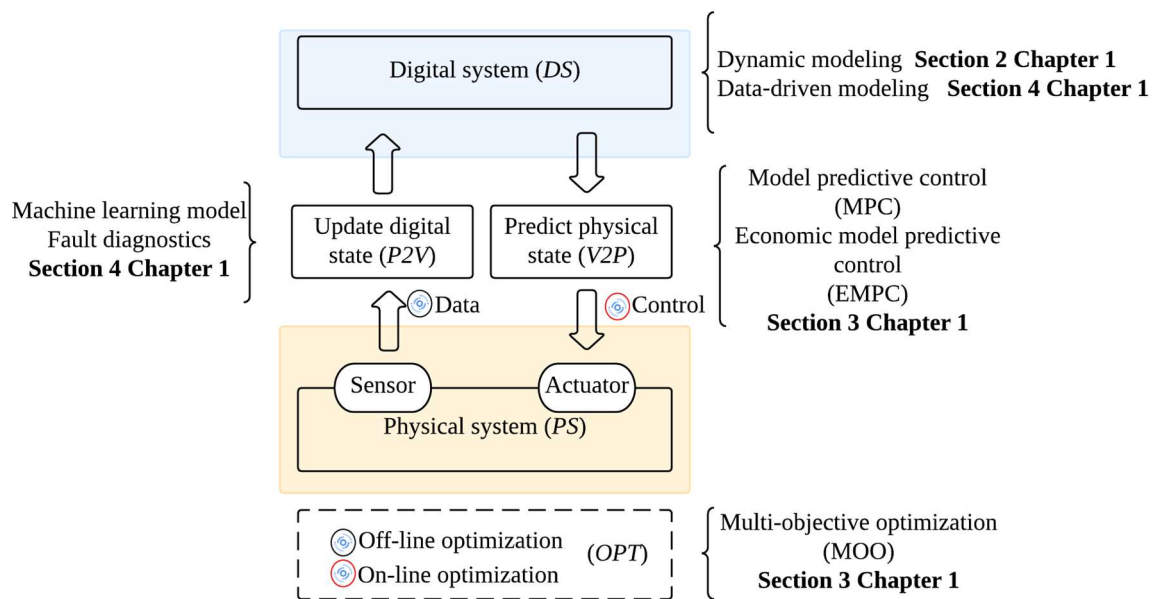 Digital system (DS)
Dynamic modeling Section 2 Chapter 1
Data-driven modeling Section 4 Chapter 1
Machine learning model
Fault diagnostics
Section 4 Chapter 1
Update digital
state (P2V)
Predict physical
state (V2P)
Model predictive control
(MPC)
Economic model predictive
control
(EMPC)
Section 3 Chapter 1
Data
Control
Sensor
Actuator
Physical system (PS)
Off-line optimization
On-line optimization
(OPT)
Multi-objective optimization
(MOO)
Section 3 Chapter 1